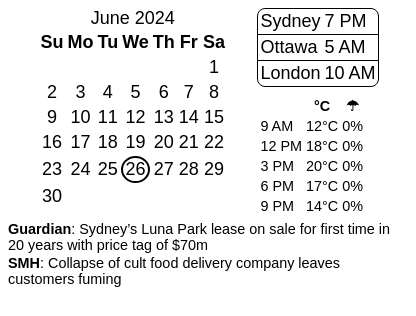 June 2024
Su Mo Tu We Th Fr Sa
1
2 3 4 5 6 7 8
9 10 11 12 13 14 15
16 17 18 19 20 21 22
23 24 25 26 27 28 29
30
Sydney 7 PM
Ottawa 5 AM
London 10 AM
°C ☂
9 AM 12°C 0%
12 PM 18°C 0%
3 PM 20°C 0%
6 PM 17°C 0%
9 PM 14°C 0%
Guardian: Sydney’s Luna Park lease on sale for first time in
20 years with price tag of $70m
SMH: Collapse of cult food delivery company leaves
customers fuming